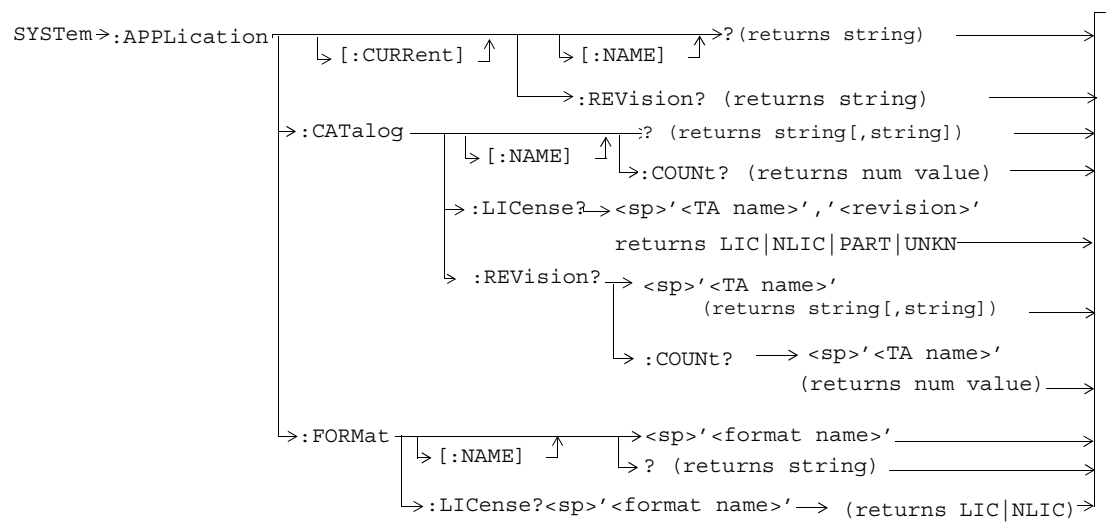 SYSTem :APPLication [:CURRent] [:NAME] ? (returns string)
:REVision? (returns string)
:CATalog [:NAME] ? (returns string[,string])
:COUNt? (returns num value)
:LICense? <sp>’<TA name>’,’<revision>’
returns LIC|NLIC|PART|UNKN
:REVision? <sp>’<TA name>’
(returns string[,string])
:COUNt? <sp>’<TA name>’
(returns num value)
:FORMat [:NAME] <sp>’<format name>’
? (returns string)
:LICense?<sp>’<format name>’ (returns LIC|NLIC)